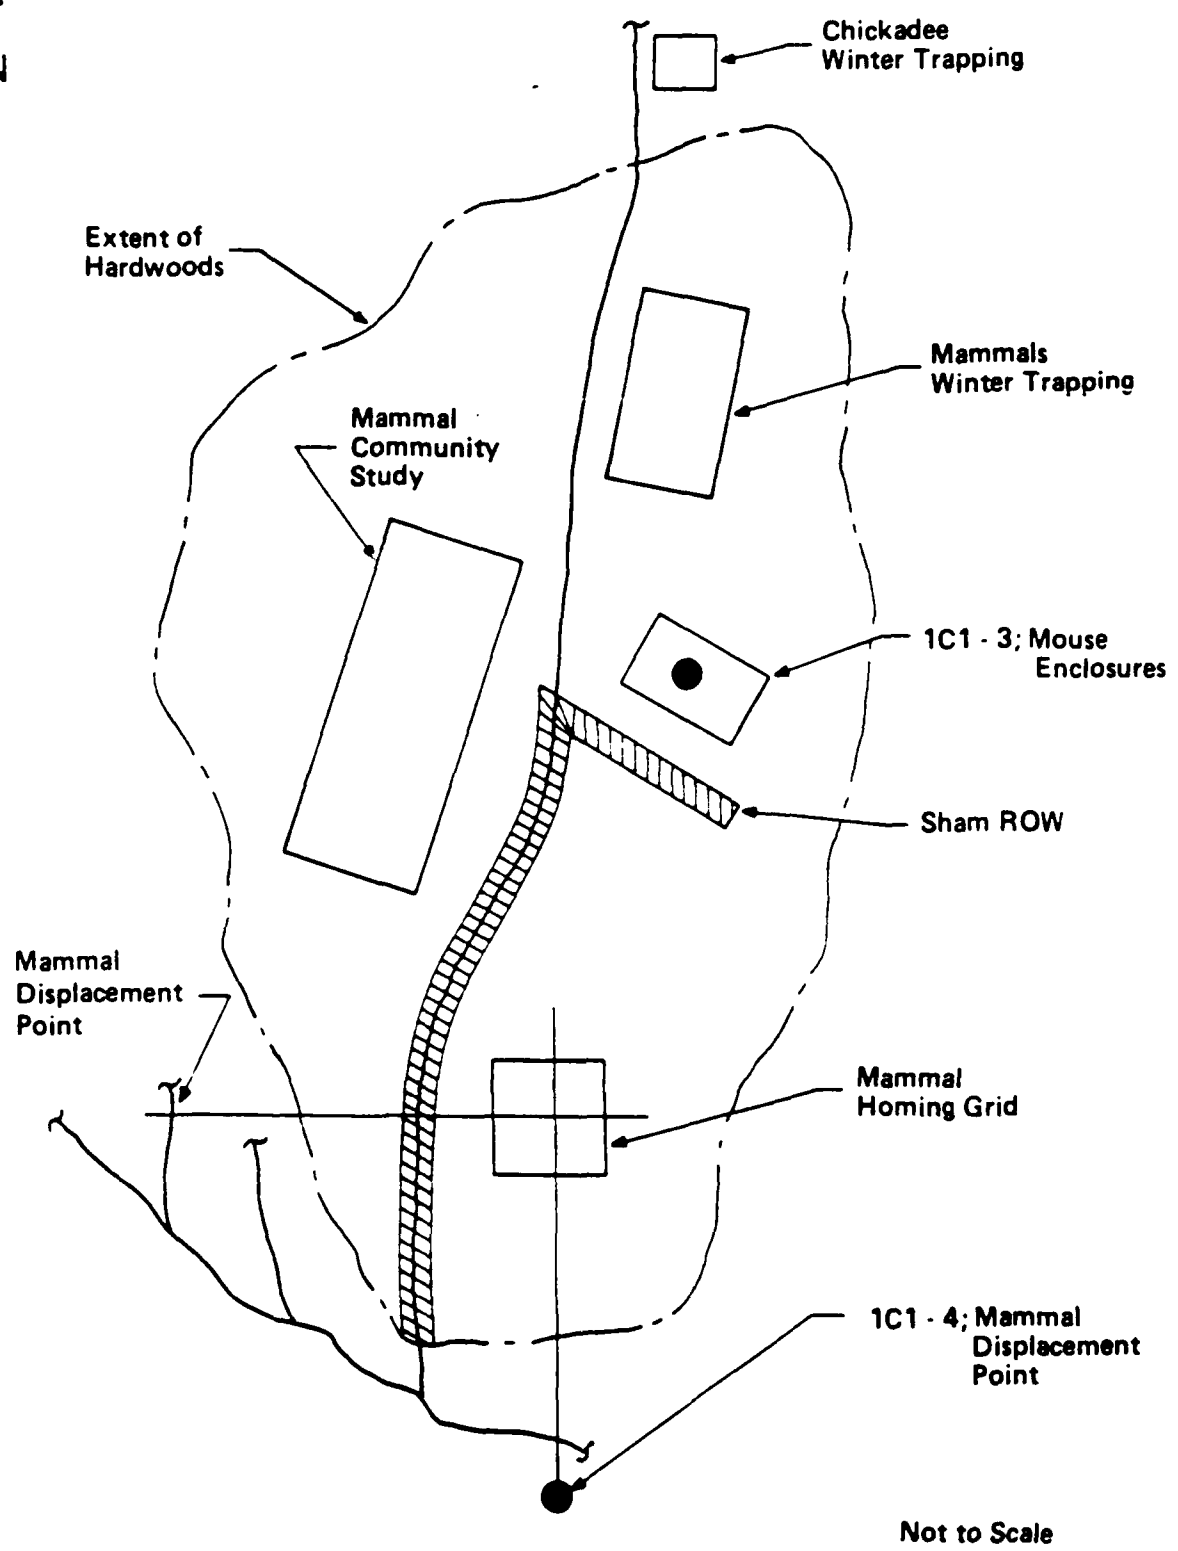 N
Chickadee
Winter Trapping
Extent of
Hardwoods
Mammals
Winter Trapping
Mammal
Community
Study
1C1 - 3; Mouse
Enclosures
Sham ROW
Mammal
Displacement
Point
Mammal
Homing Grid
1C1 - 4; Mammal
Displacement
Point
Not to Scale